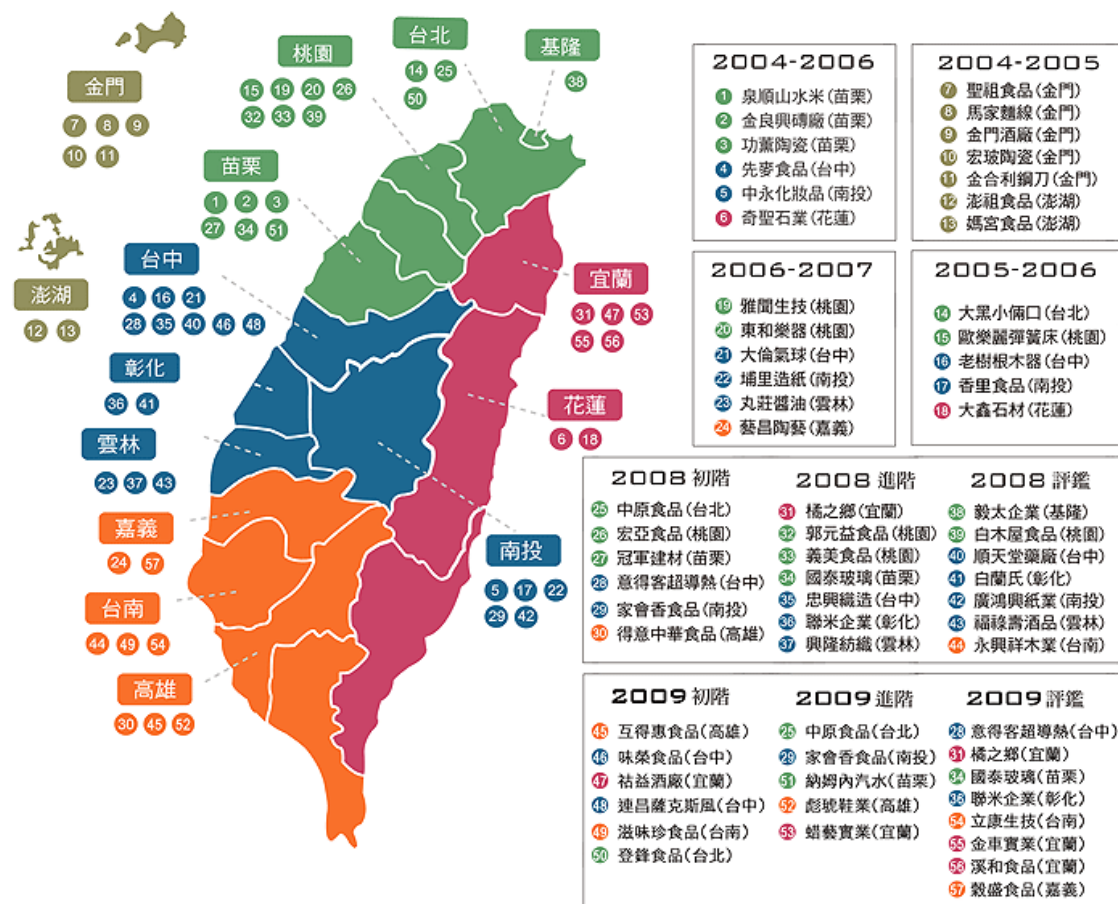 台北
14 25
50
基隆
38
桃園
15 19 20 26
32 33 39
金門
7 8 9
10 11
苗栗
1 2 3
27 34 51
澎湖
12 13
台中
4 16 21
28 35 40 46 48
宜蘭
31 47 53
55 56
彰化
36 41
花蓮
6 18
雲林
23 37 43
嘉義
24 57
南投
5 17 22
29 42
台南
44 49 54
高雄
30 45 52
2004-2006
1 泉順山水米(苗栗)
2 金良興磚廠(苗栗)
3 功薰陶瓷(苗栗)
4 先麥食品(台中)
5 中永化妝品(南投)
6 奇聖石業(花蓮)
2004-2005
7 聖祖食品(金門)
8 馬家麵線(金門)
9 金門酒廠(金門)
10 宏玻陶瓷(金門)
11 金合利鋼刀(金門)
12 澎祖食品(澎湖)
13 媽宮食品(澎湖)
2006-2007
19 雅聞生技(桃園)
20 東和樂器(桃園)
21 大倫氣球(台中)
22 埔里造紙(南投)
23 丸莊醬油(雲林)
24 藝昌陶藝(嘉義)
2005-2006
14 大黑小倆口(台北)
15 歐樂麗彈簧床(桃園)
16 老樹根木器(台中)
17 香里食品(南投)
18 大鑫石材(花蓮)
2008 初階
25 中原食品(台北)
26 宏亞食品(桃園)
27 冠軍建材(苗栗)
28 意得客超導熱(台中)
29 家會香食品(南投)
30 得意中華食品(高雄)
2008 進階
31 橘之鄉(宜蘭)
32 郭元益食品(桃園)
33 義美食品(桃園)
34 國泰玻璃(苗栗)
35 忠興織造(台中)
36 聯米企業(彰化)
37 興隆紡織(雲林)
2008 評鑑
38 毅太企業(基隆)
39 白木屋食品(桃園)
40 順天堂藥廠(台中)
41 白蘭氏(彰化)
42 廣鴻興紙業(南投)
43 福祿壽酒品(雲林)
44 永興祥木業(台南)
2009 初階
45 互得惠食品(高雄)
46 味榮食品(台中)
47 祜益酒廠(宜蘭)
48 連昌薩克斯風(台中)
49 滋味珍食品(台南)
50 登鋒食品(台北)
2009 進階
25 中原食品(台北)
29 家會香食品(南投)
51 納姆內汽水(苗栗)
52 彪琥鞋業(高雄)
53 蜡藝實業(宜蘭)
2009 評鑑
28 意得客超導熱(台中)
31 橘之鄉(宜蘭)
34 國泰玻璃(苗栗)
36 聯米企業(彰化)
54 立康生技(台南)
55 金車實業(宜蘭)
56 溪和食品(宜蘭)
57 穀盛食品(嘉義)